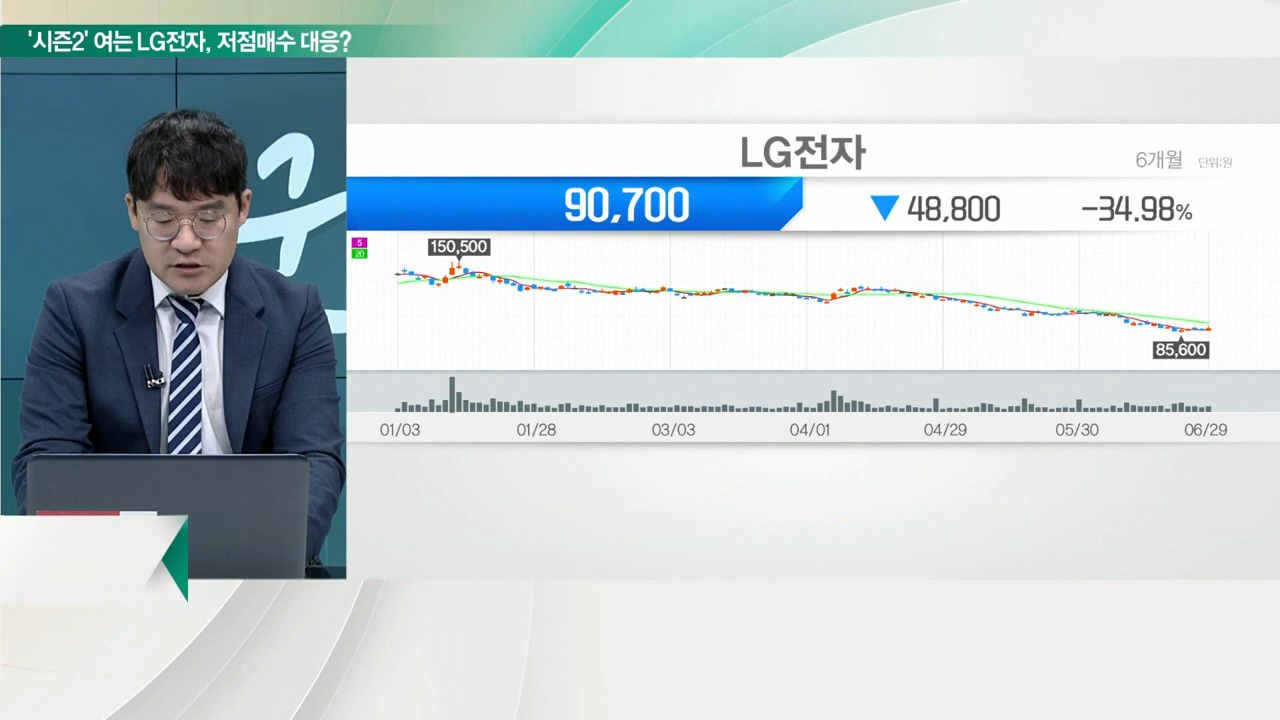 '시즌2' 여는 LG전자, 저점매수 대응?
LG전자
6개월 단위:원
90,700 ▼ 48,800 -34.98%
5
20
150,500
85,600
01/03 01/28 03/03 04/01 04/29 05/30 06/29